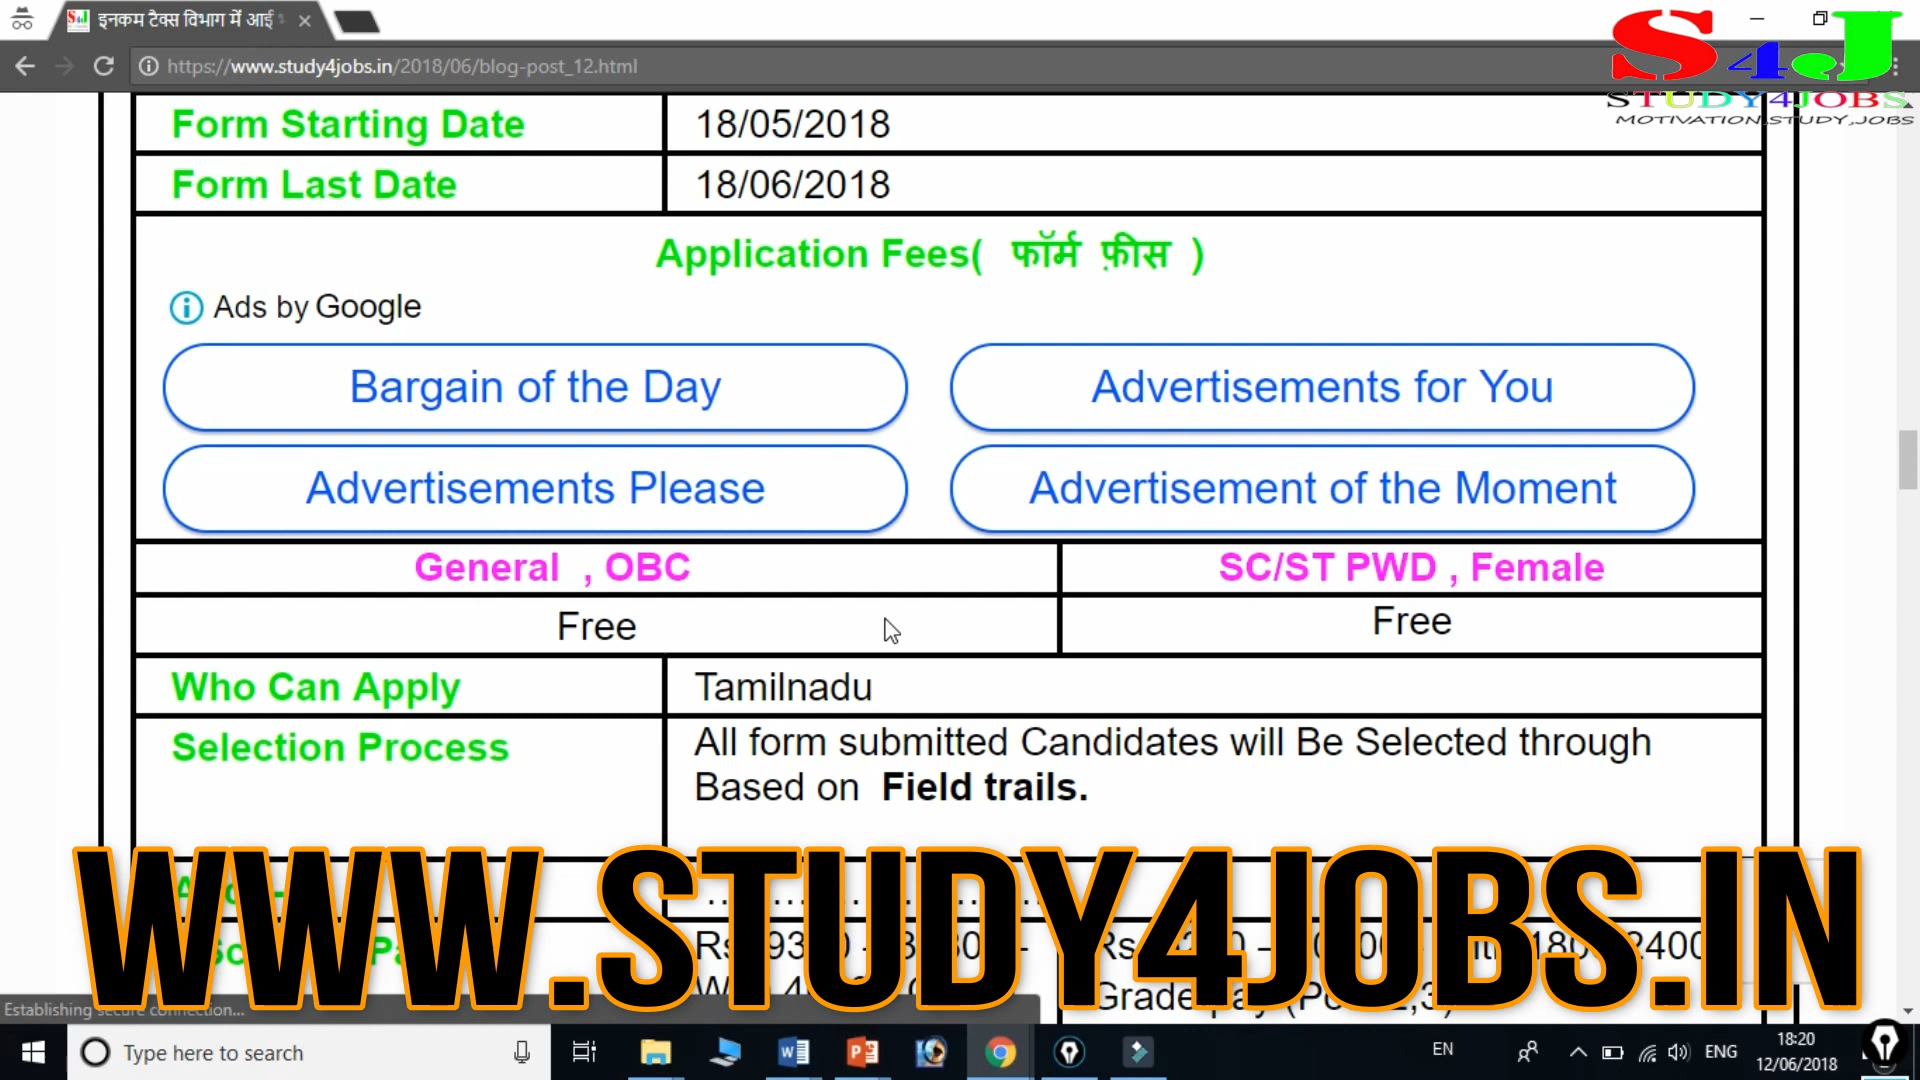 इनकम टैक्स विभाग में आई
https://www.study4jobs.in/2018/06/blog-post_12.html
S4J
STUDY4JOBS
MOTIVATION,STUDY,JOBS
Form Starting Date 18/05/2018
Form Last Date 18/06/2018
Application Fees( फॉर्म फ़ीस )
Ads by Google
Bargain of the Day Advertisements for You
Advertisements Please Advertisement of the Moment
General , OBC SC/ST PWD , Female
Free Free
Who Can Apply Tamilnadu
Selection Process All form submitted Candidates will Be Selected through
Based on Field trails.
WWW.STUDY4JOBS.IN
Grade pay
Establishing secure connection...
Type here to search
EN
ENG
18:20
12/06/2018